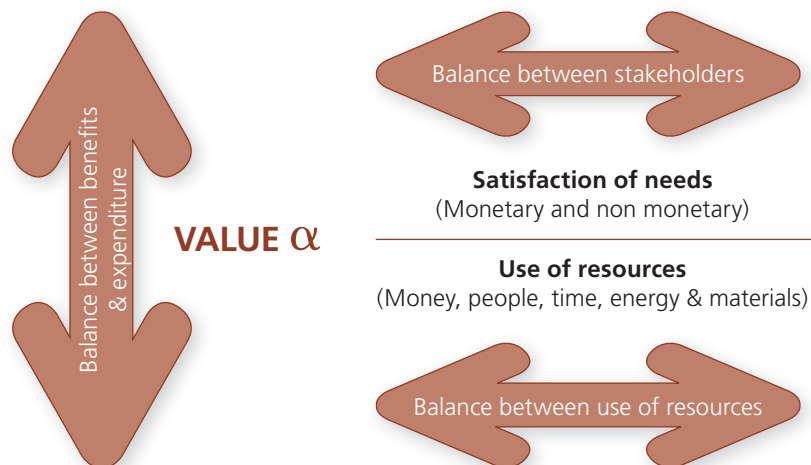 Balance between benefits
& expenditure
VALUE α
Balance between stakeholders
Satisfaction of needs
(Monetary and non monetary)
Use of resources
(Money, people, time, energy & materials)
Balance between use of resources